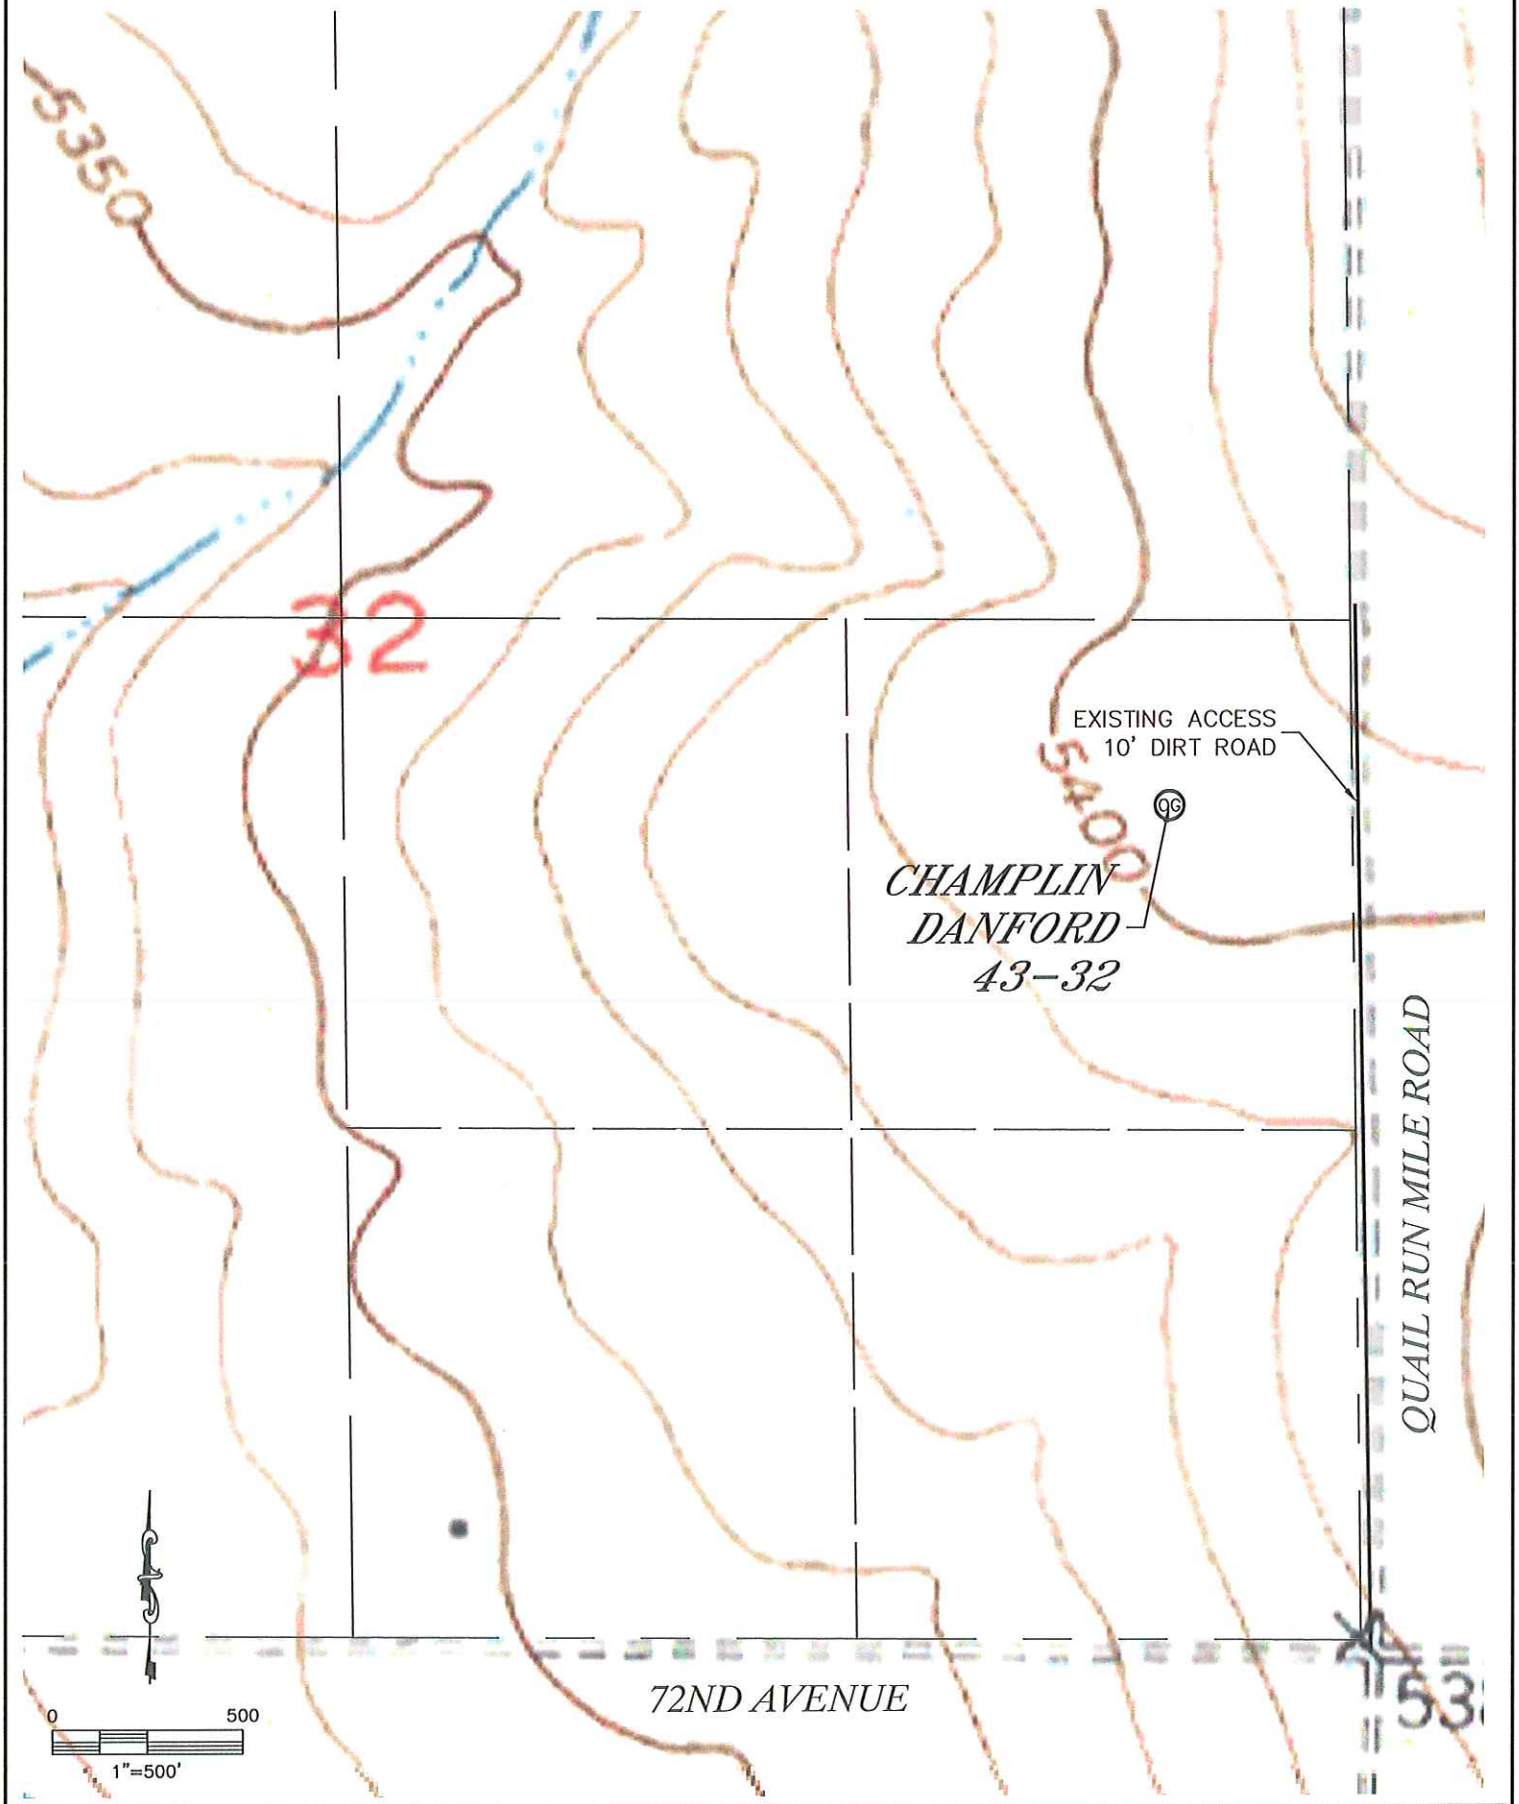 5350
32
EXISTING ACCESS
10' DIRT ROAD
5400
OG
CHAMPLIN
DANFORD
43-32
QUAIL RUN MILE ROAD
72ND AVENUE
0 500
1"=500'